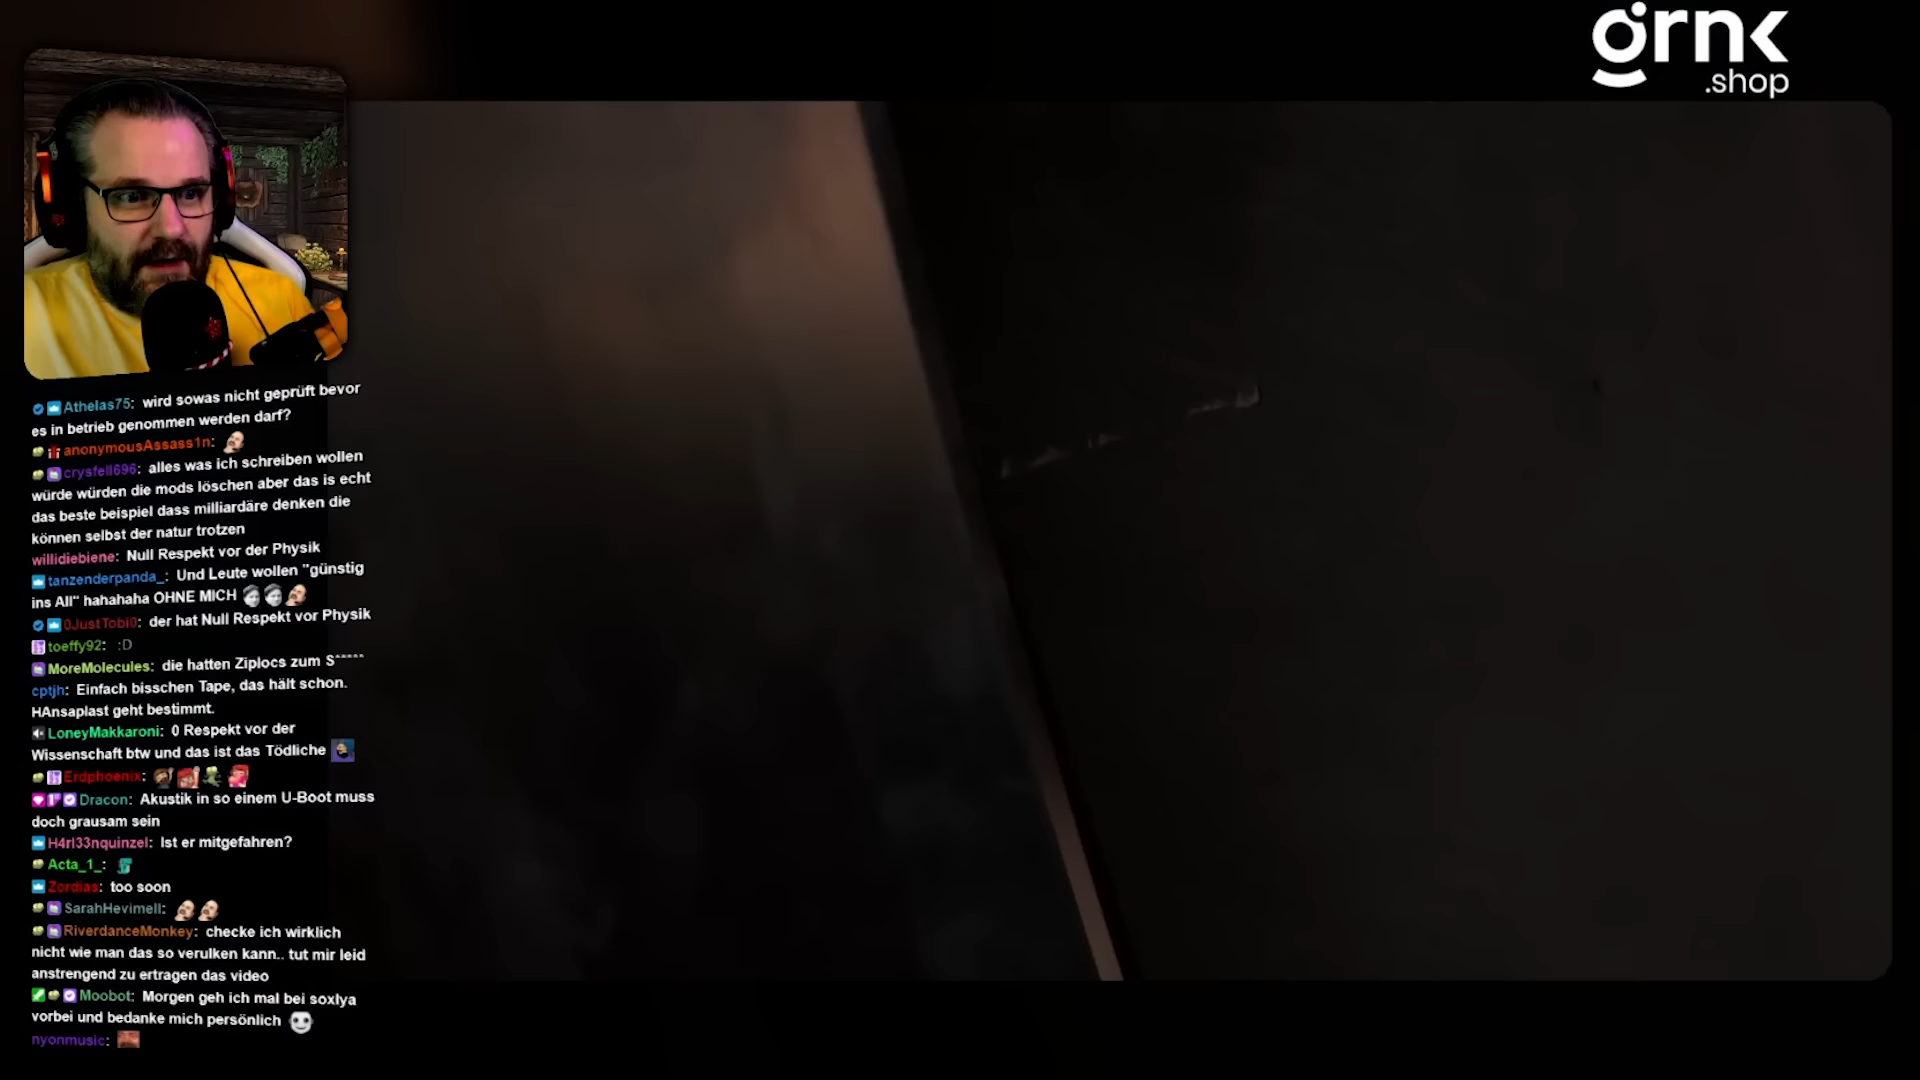 grnk
.shop
Athelas75: wird sowas nicht geprüft bevor
es in betrieb genommen werden darf?
anonymousAssass1n:
crysfell696: alles was ich schreiben wollen
würde würden die mods löschen aber das is echt
das beste beispiel dass milliardäre denken die
können selbst der natur trotzen
willidiebiene: Null Respekt vor der Physik
tanzenderpanda_: Und Leute wollen "günstig
ins All" hahahaha OHNE MICH
0JustTobi0: der hat Null Respekt vor Physik
toeffy92: :D
MoreMolecules: die hatten Ziplocs zum S*****
cptjh: Einfach bisschen Tape, das hält schon.
HAnsaplast geht bestimmt.
LoneyMakkaroni: 0 Respekt vor der
Wissenschaft btw und das ist das Tödliche
Erdphoenix:
Dracon: Akustik in so einem U-Boot muss
doch grausam sein
H4rl33nquinzel: Ist er mitgefahren?
Acta_1_:
Zordias: too soon
SarahHevimell:
RiverdanceMonkey: checke ich wirklich
nicht wie man das so verulken kann.. tut mir leid
anstrengend zu ertragen das video
Moobot: Morgen geh ich mal bei soxlya
vorbei und bedanke mich persönlich
nyonmusic: